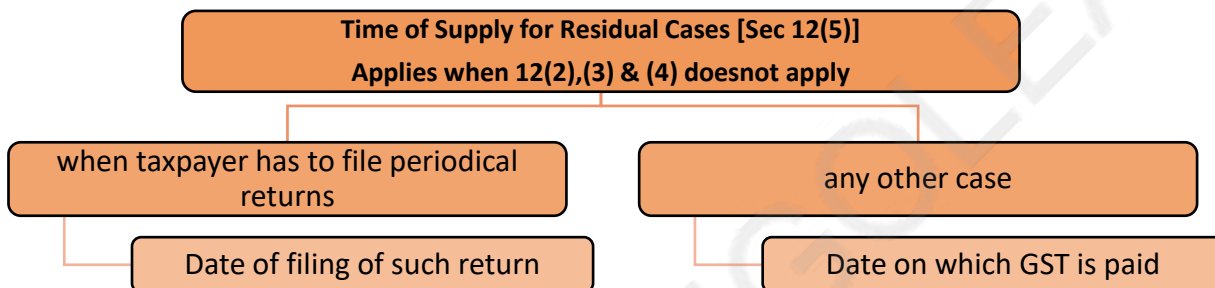 Time of Supply for Residual Cases [Sec 12(5)]
Applies when 12(2),(3) & (4) doesnot apply
when taxpayer has to file periodical
returns
any other case
Date of filing of such return
Date on which GST is paid